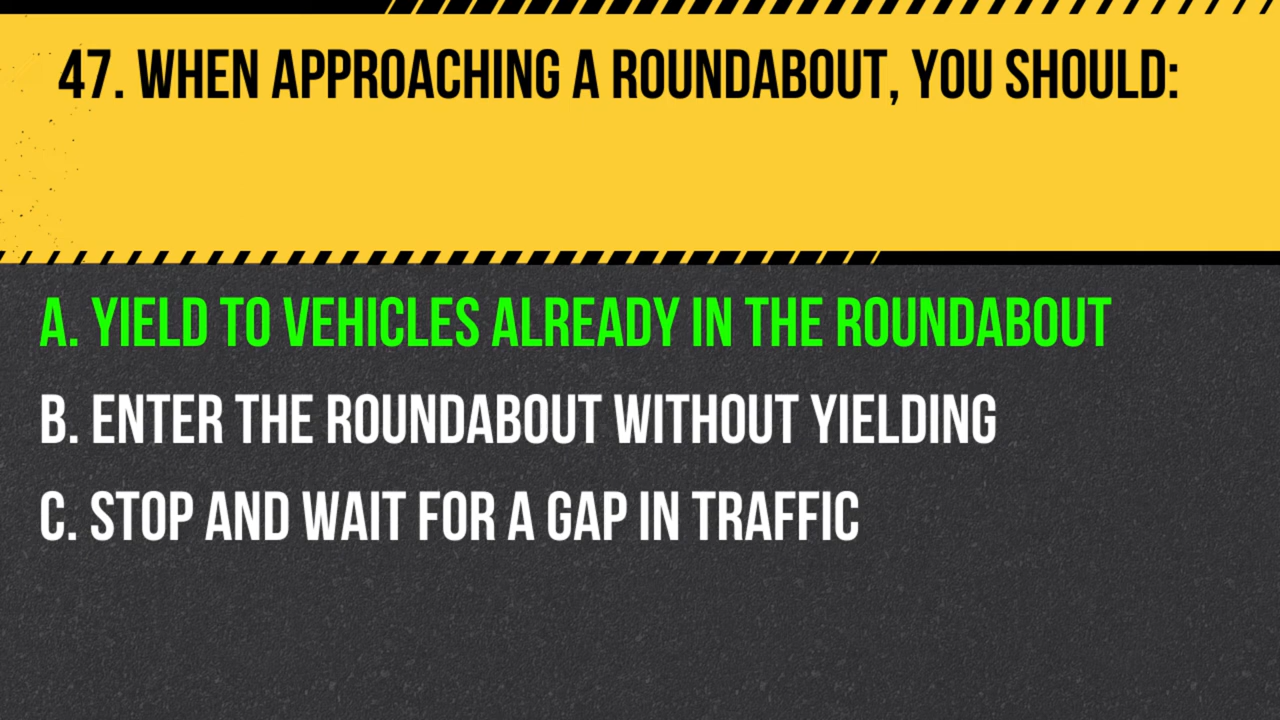 47. WHEN APPROACHING A ROUNDABOUT, YOU SHOULD:
A. YIELD TO VEHICLES ALREADY IN THE ROUNDABOUT
B. ENTER THE ROUNDABOUT WITHOUT YIELDING
C. STOP AND WAIT FOR A GAP IN TRAFFIC